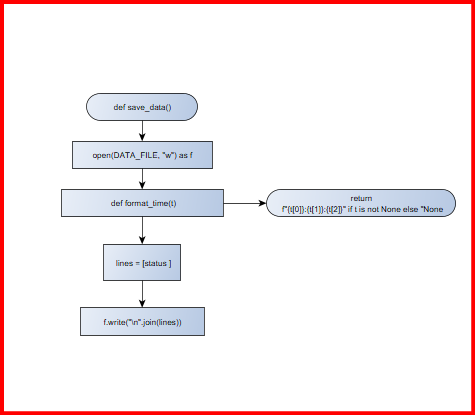 def save_data()
open(DATA_FILE, "w") as f
def format_time(t)
return
f"{t[0]}:{t[1]}:{t[2]}" if t is not None else "None
lines = [status ]
f.write("\n".join(lines))